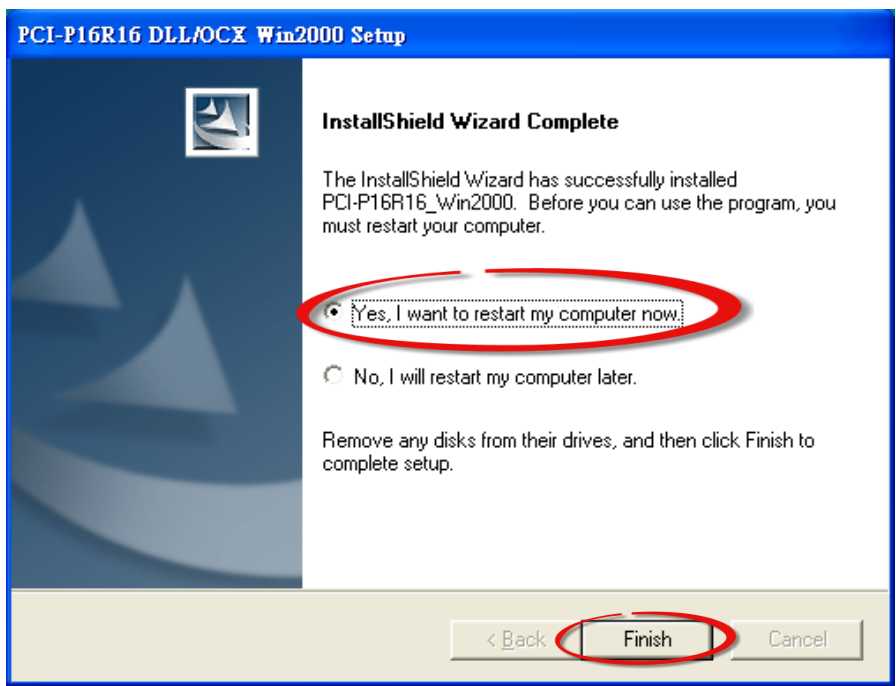 PCI-P16R16 DLL/OCX Win2000 Setup
InstallShield Wizard Complete
The InstallShield Wizard has successfully installed
PCI-P16R16_Win2000.  Before you can use the program, you
must restart your computer.
Yes, I want to restart my computer now.
No, I will restart my computer later.
Remove any disks from their drives, and then click Finish to
complete setup.
< Back
Finish
Cancel